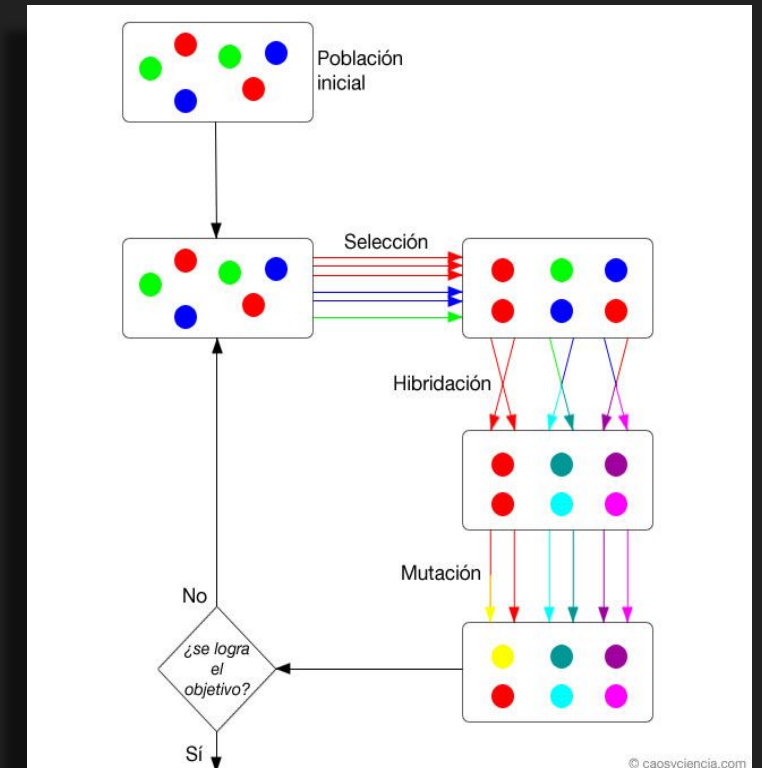 Población
inicial
Selección
Hibridación
Mutación
No
¿se logra
el
objetivo?
Sí
© caosyciencia.com